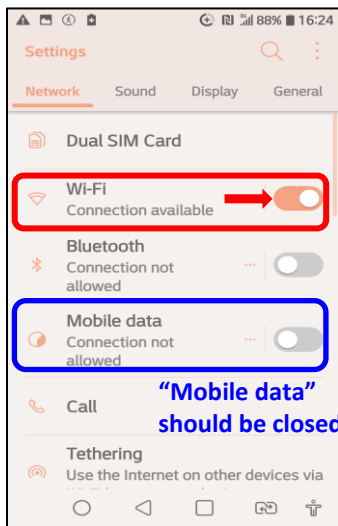 88% 16:24
Settings
Network Sound Display General
Dual SIM Card
Wi-Fi
Connection available
Bluetooth
Connection not
allowed
Mobile data
Connection not
allowed
“Mobile data”
should be closed
Call
Tethering
Use the Internet on other devices via